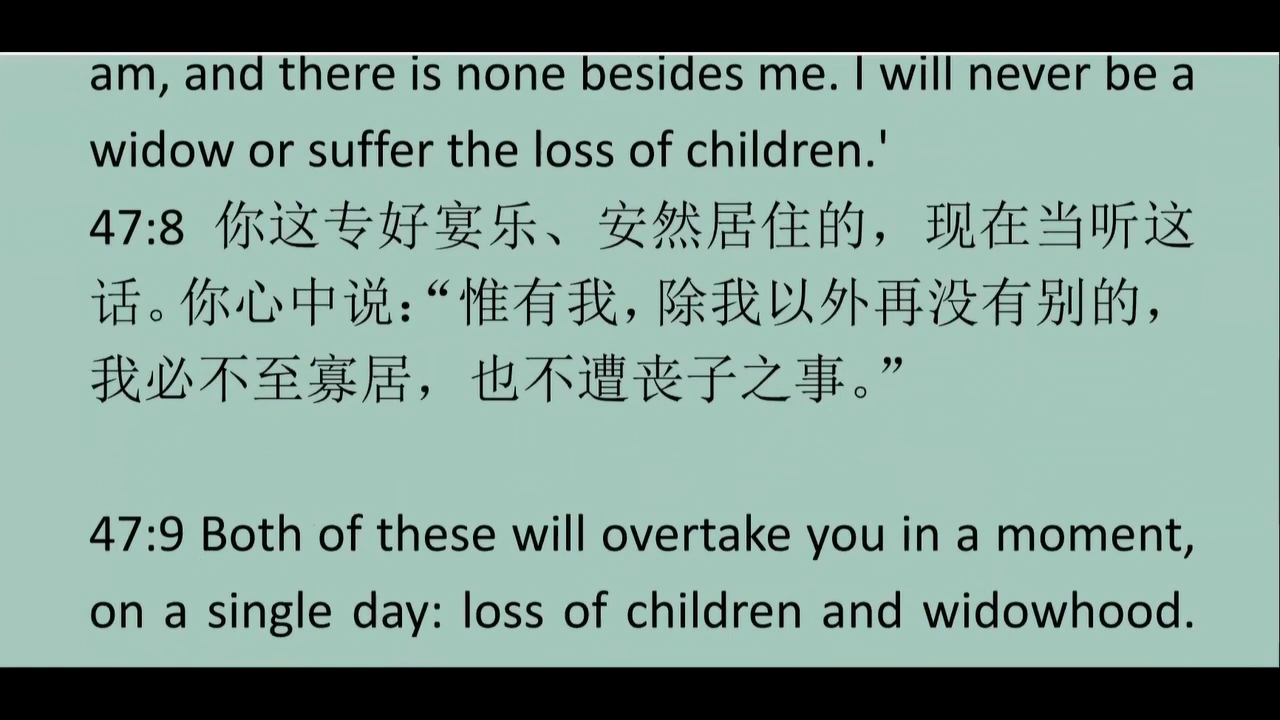 am, and there is none besides me. I will never be a
widow or suffer the loss of children.'
47:8 你这专好宴乐、安然居住的，现在当听这
话。你心中说：“惟有我，除我以外再没有别的，
我必不至寡居，也不遭丧子之事。”
47:9 Both of these will overtake you in a moment,
on a single day: loss of children and widowhood.